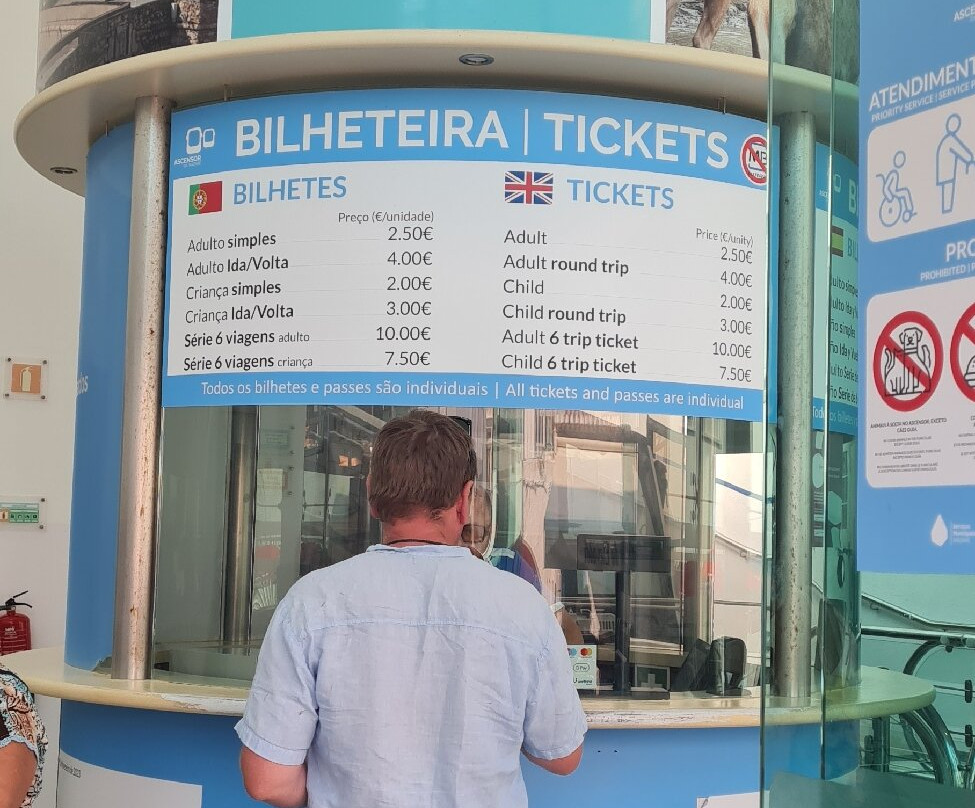 BILHETEIRA | TICKETS
ASCENSOR
MB
BILHETES
Preço (€/unidade)
Adulto simples 2.50€
Adulto Ida/Volta 4.00€
Criança simples 2.00€
Criança Ida/Volta 3.00€
Série 6 viagens adulto 10.00€
Série 6 viagens criança 7.50€
TICKETS
Price (€/unity)
Adult 2.50€
Adult round trip 4.00€
Child 2.00€
Child round trip 3.00€
Adult 6 trip ticket 10.00€
Child 6 trip ticket 7.50€
Todos os bilhetes e passes são individuais | All tickets and passes are individual
ATENDIMENT
PRIORITY SERVICE | SERVICE
PRO
PROHIBITED